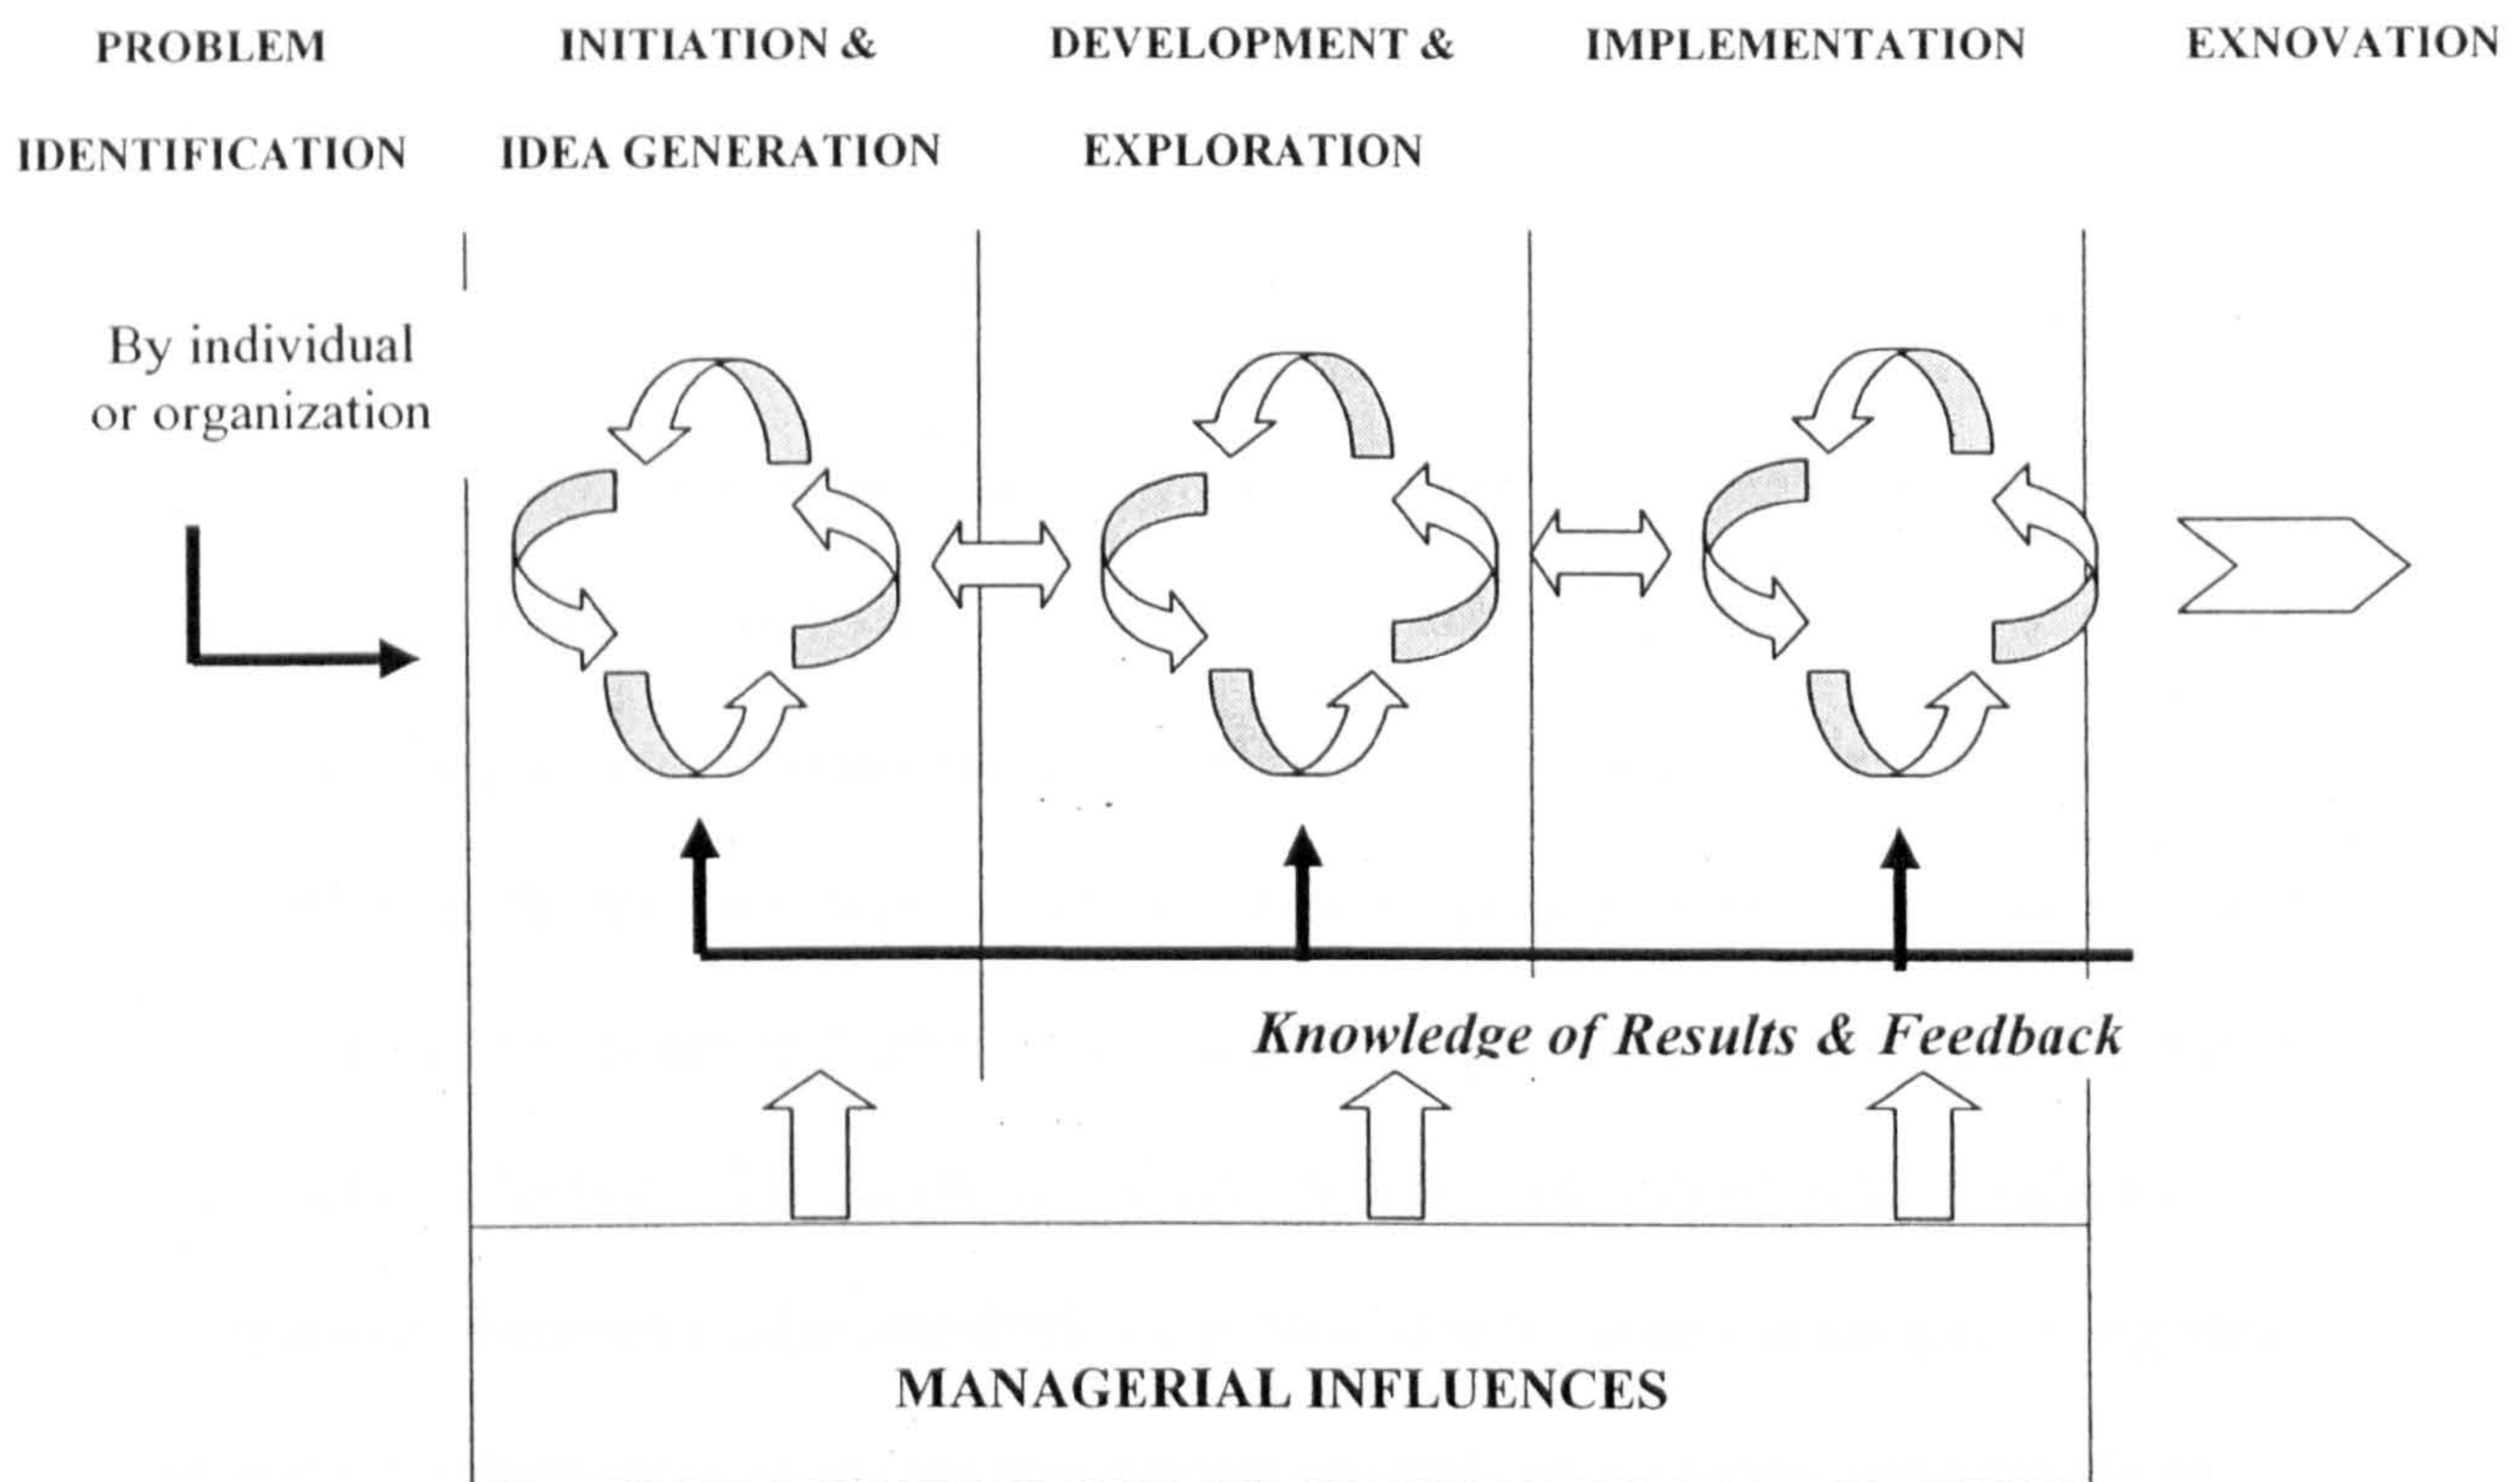 PROBLEM
IDENTIFICATION
INITIATION &
IDEA GENERATION
DEVELOPMENT &
EXPLORATION
IMPLEMENTATION
EXNOVATION
By individual
or organization
Knowledge of Results & Feedback
MANAGERIAL INFLUENCES